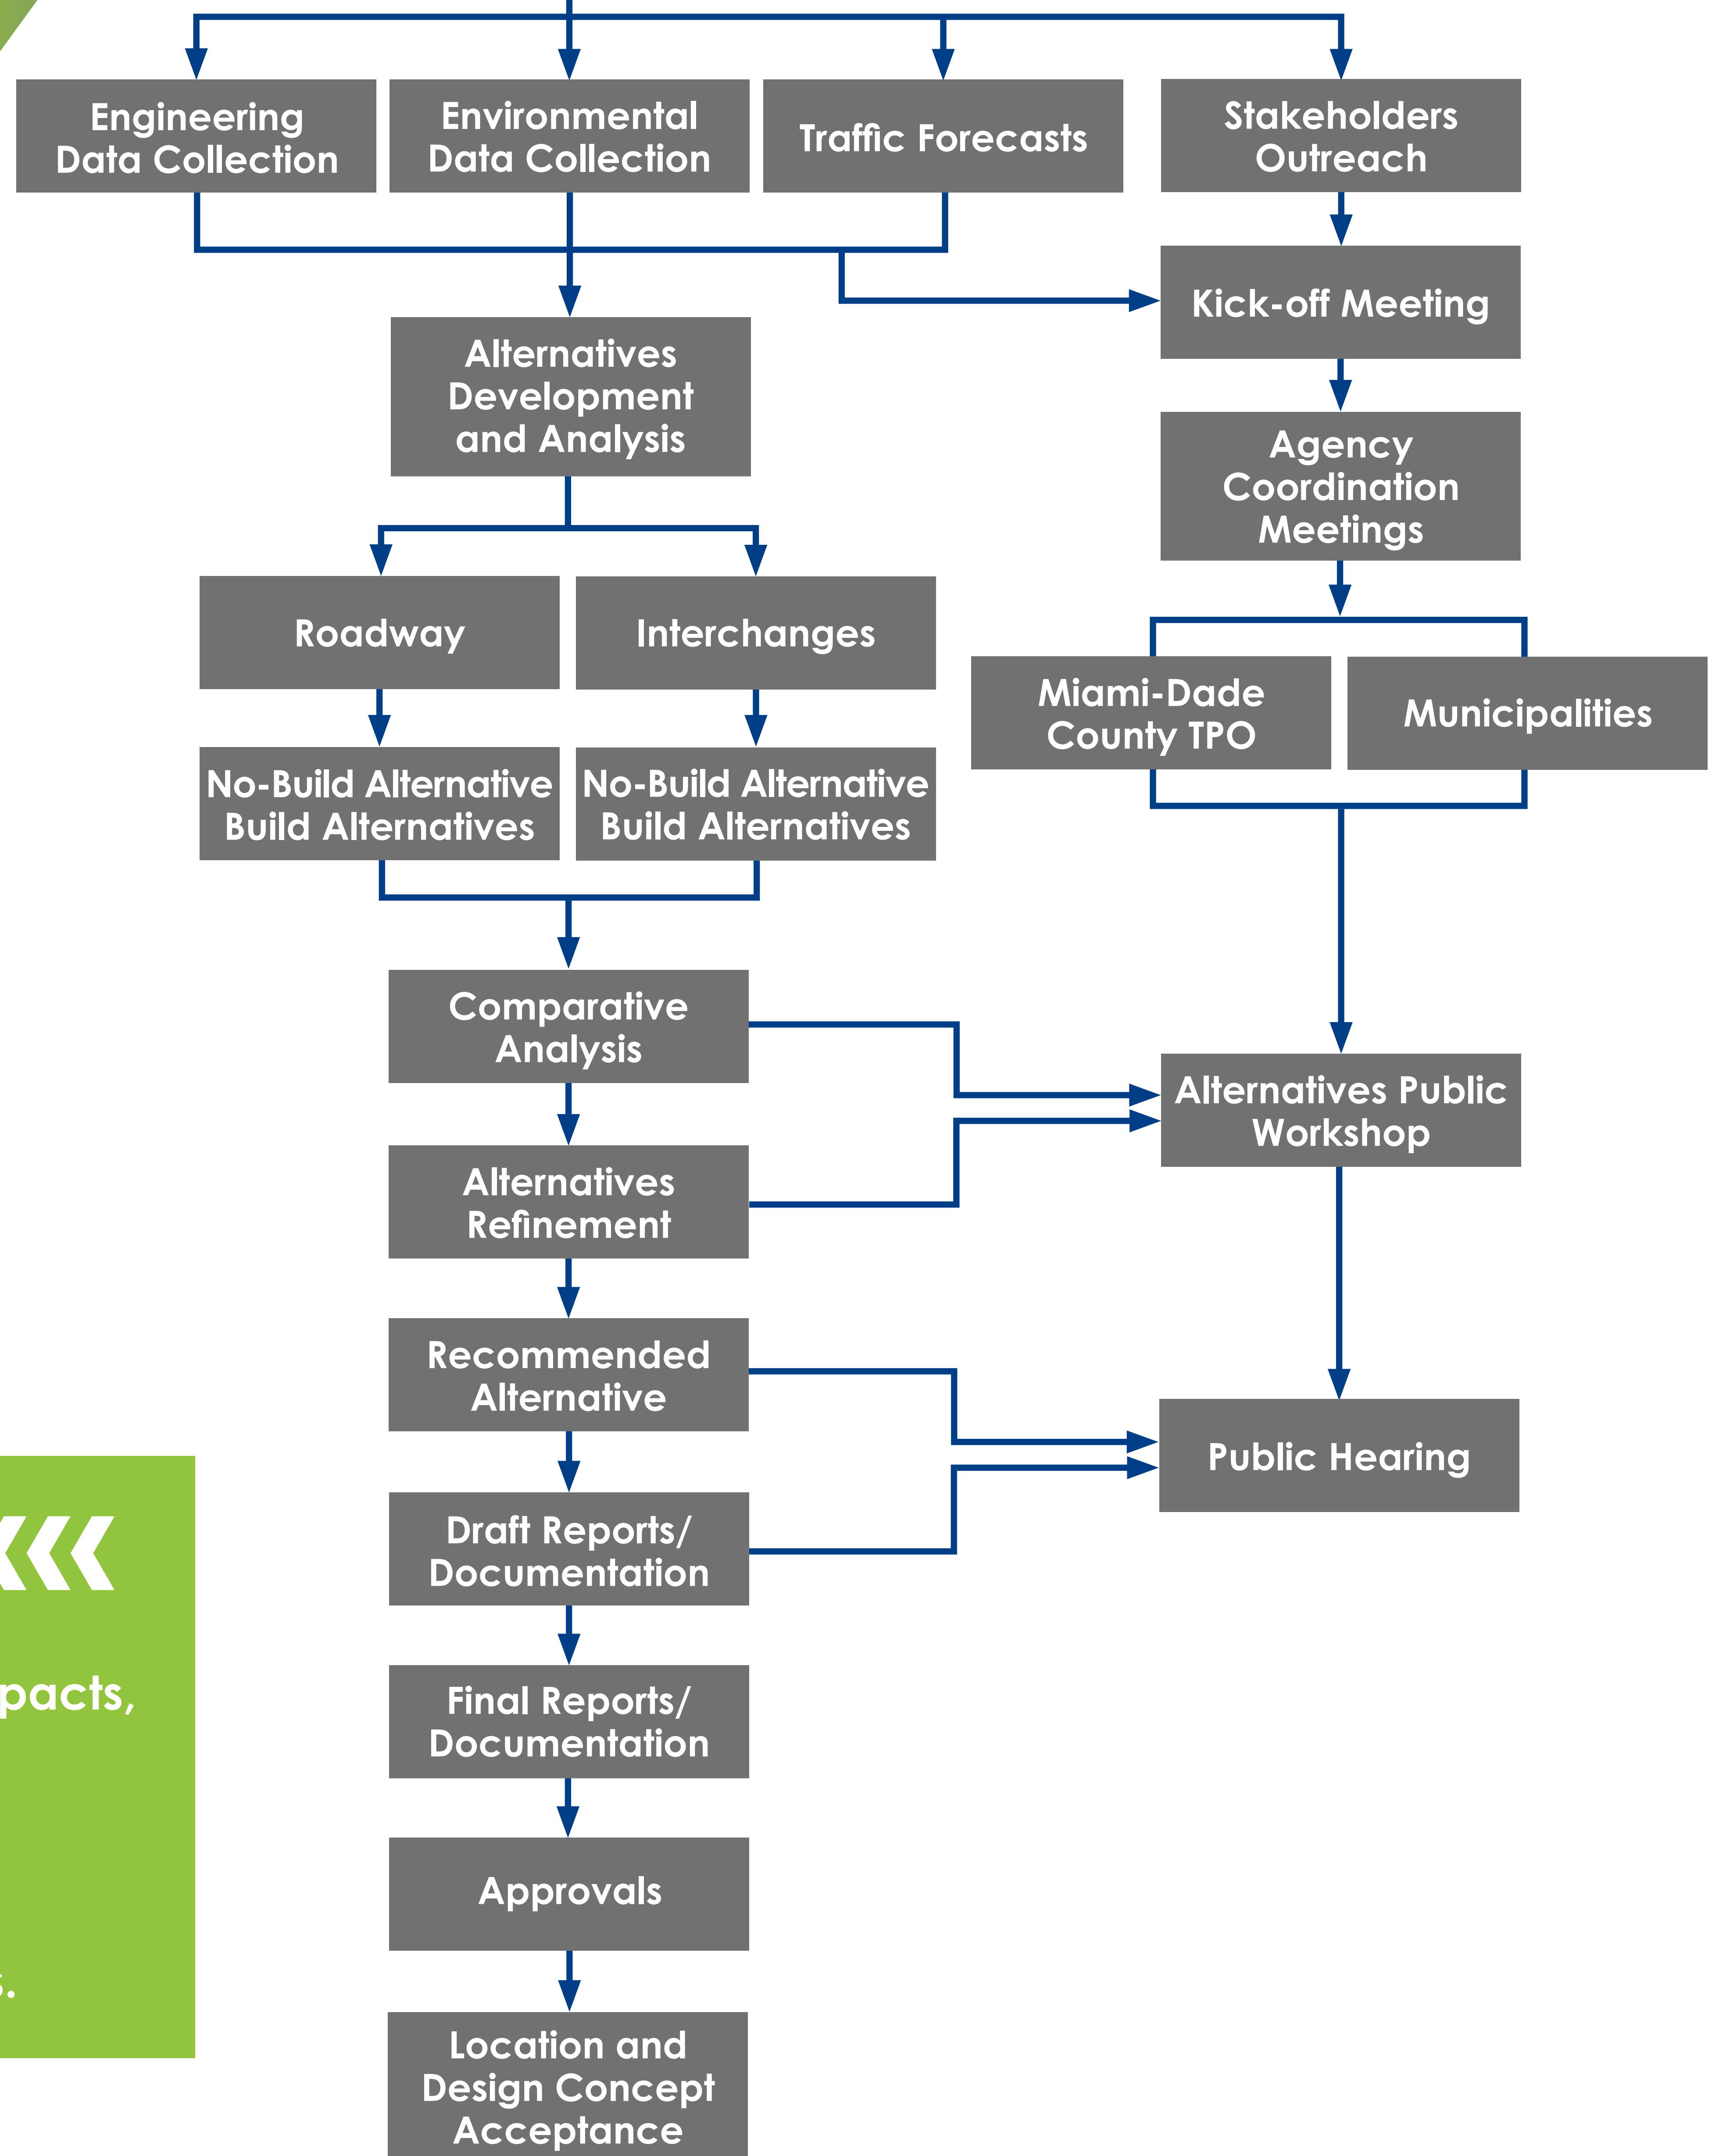 Engineering
Data Collection
Environmental
Data Collection
Traffic Forecasts
Stakeholders
Outreach
Kick-off Meeting
Alternatives
Development
and Analysis
Agency
Coordination
Meetings
Roadway
Interchanges
Miami-Dade
County TPO
Municipalities
No-Build Alternative
Build Alternatives
No-Build Alternative
Build Alternatives
Comparative
Analysis
Alternatives Public
Workshop
Alternatives
Refinement
Recommended
Alternative
Public Hearing
Draft Reports/
Documentation
pacts,
Final Reports/
Documentation
Approvals
s.
Location and
Design Concept
Acceptance